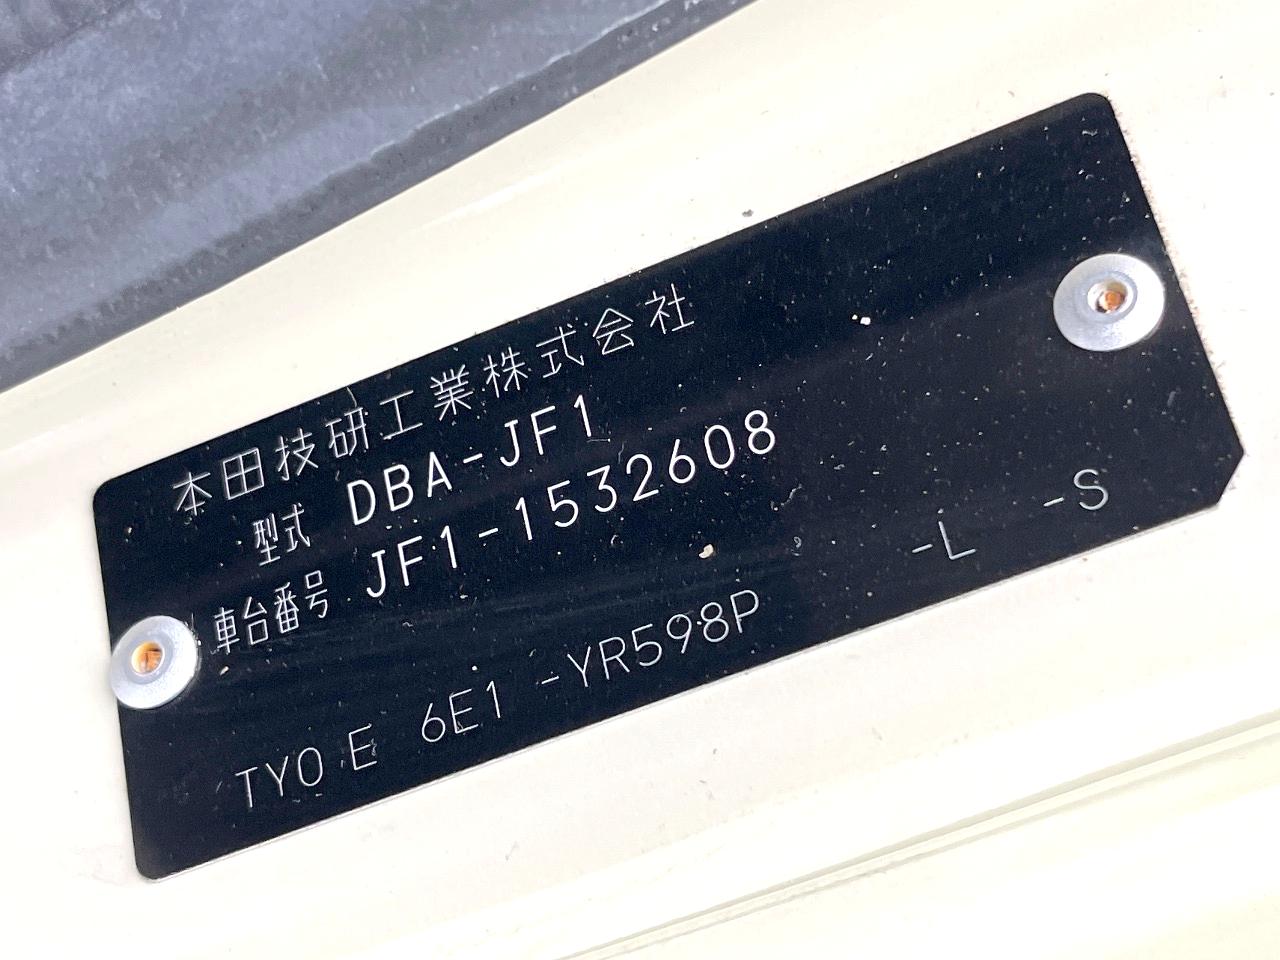 本田技研工業株式会社
型式 DBA-JF1
車台番号 JF1-1532608
TY0E 6E1 -YR598P -L -S